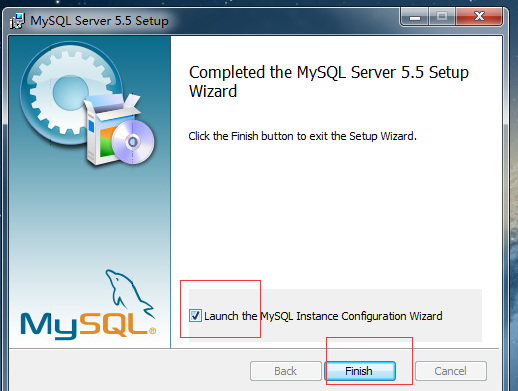 MySQL Server 5.5 Setup
Completed the MySQL Server 5.5 Setup
Wizard
Click the Finish button to exit the Setup Wizard.
MySQL®
Launch the MySQL Instance Configuration Wizard
Back
Finish
Cancel